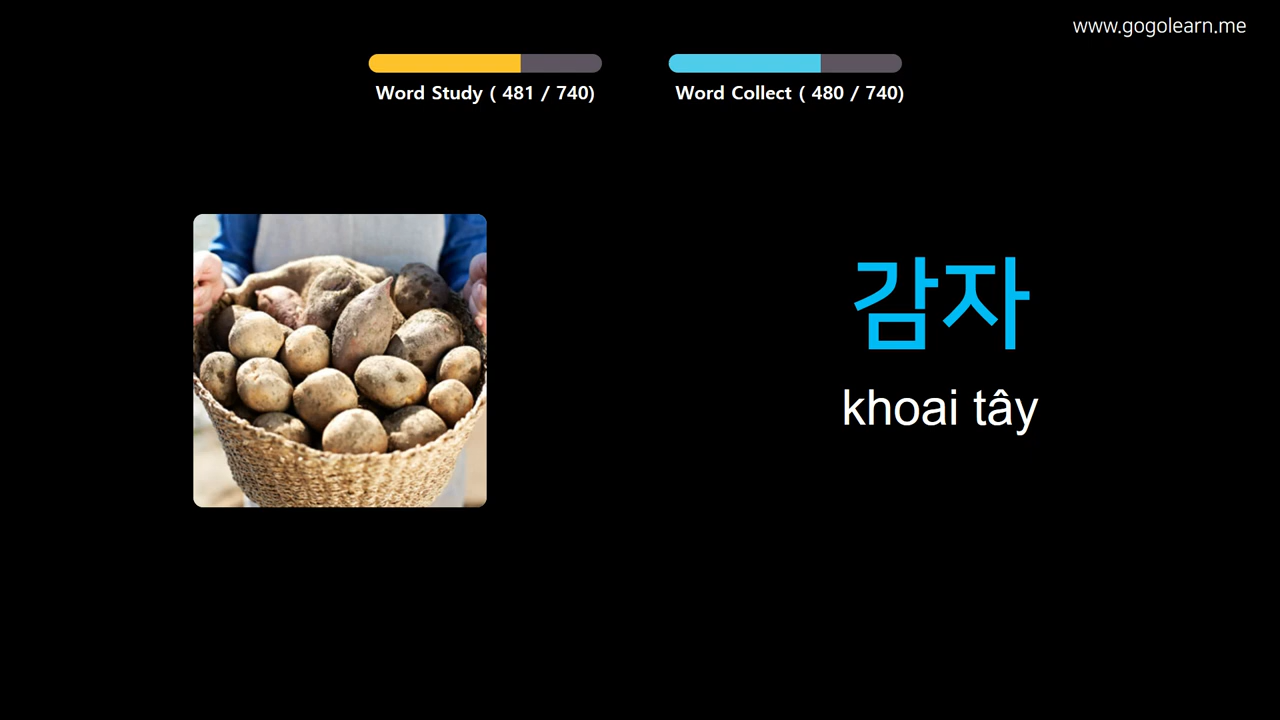 www.gogolearn.me
Word Study ( 481 / 740)
Word Collect ( 480 / 740)
감자
khoai tây